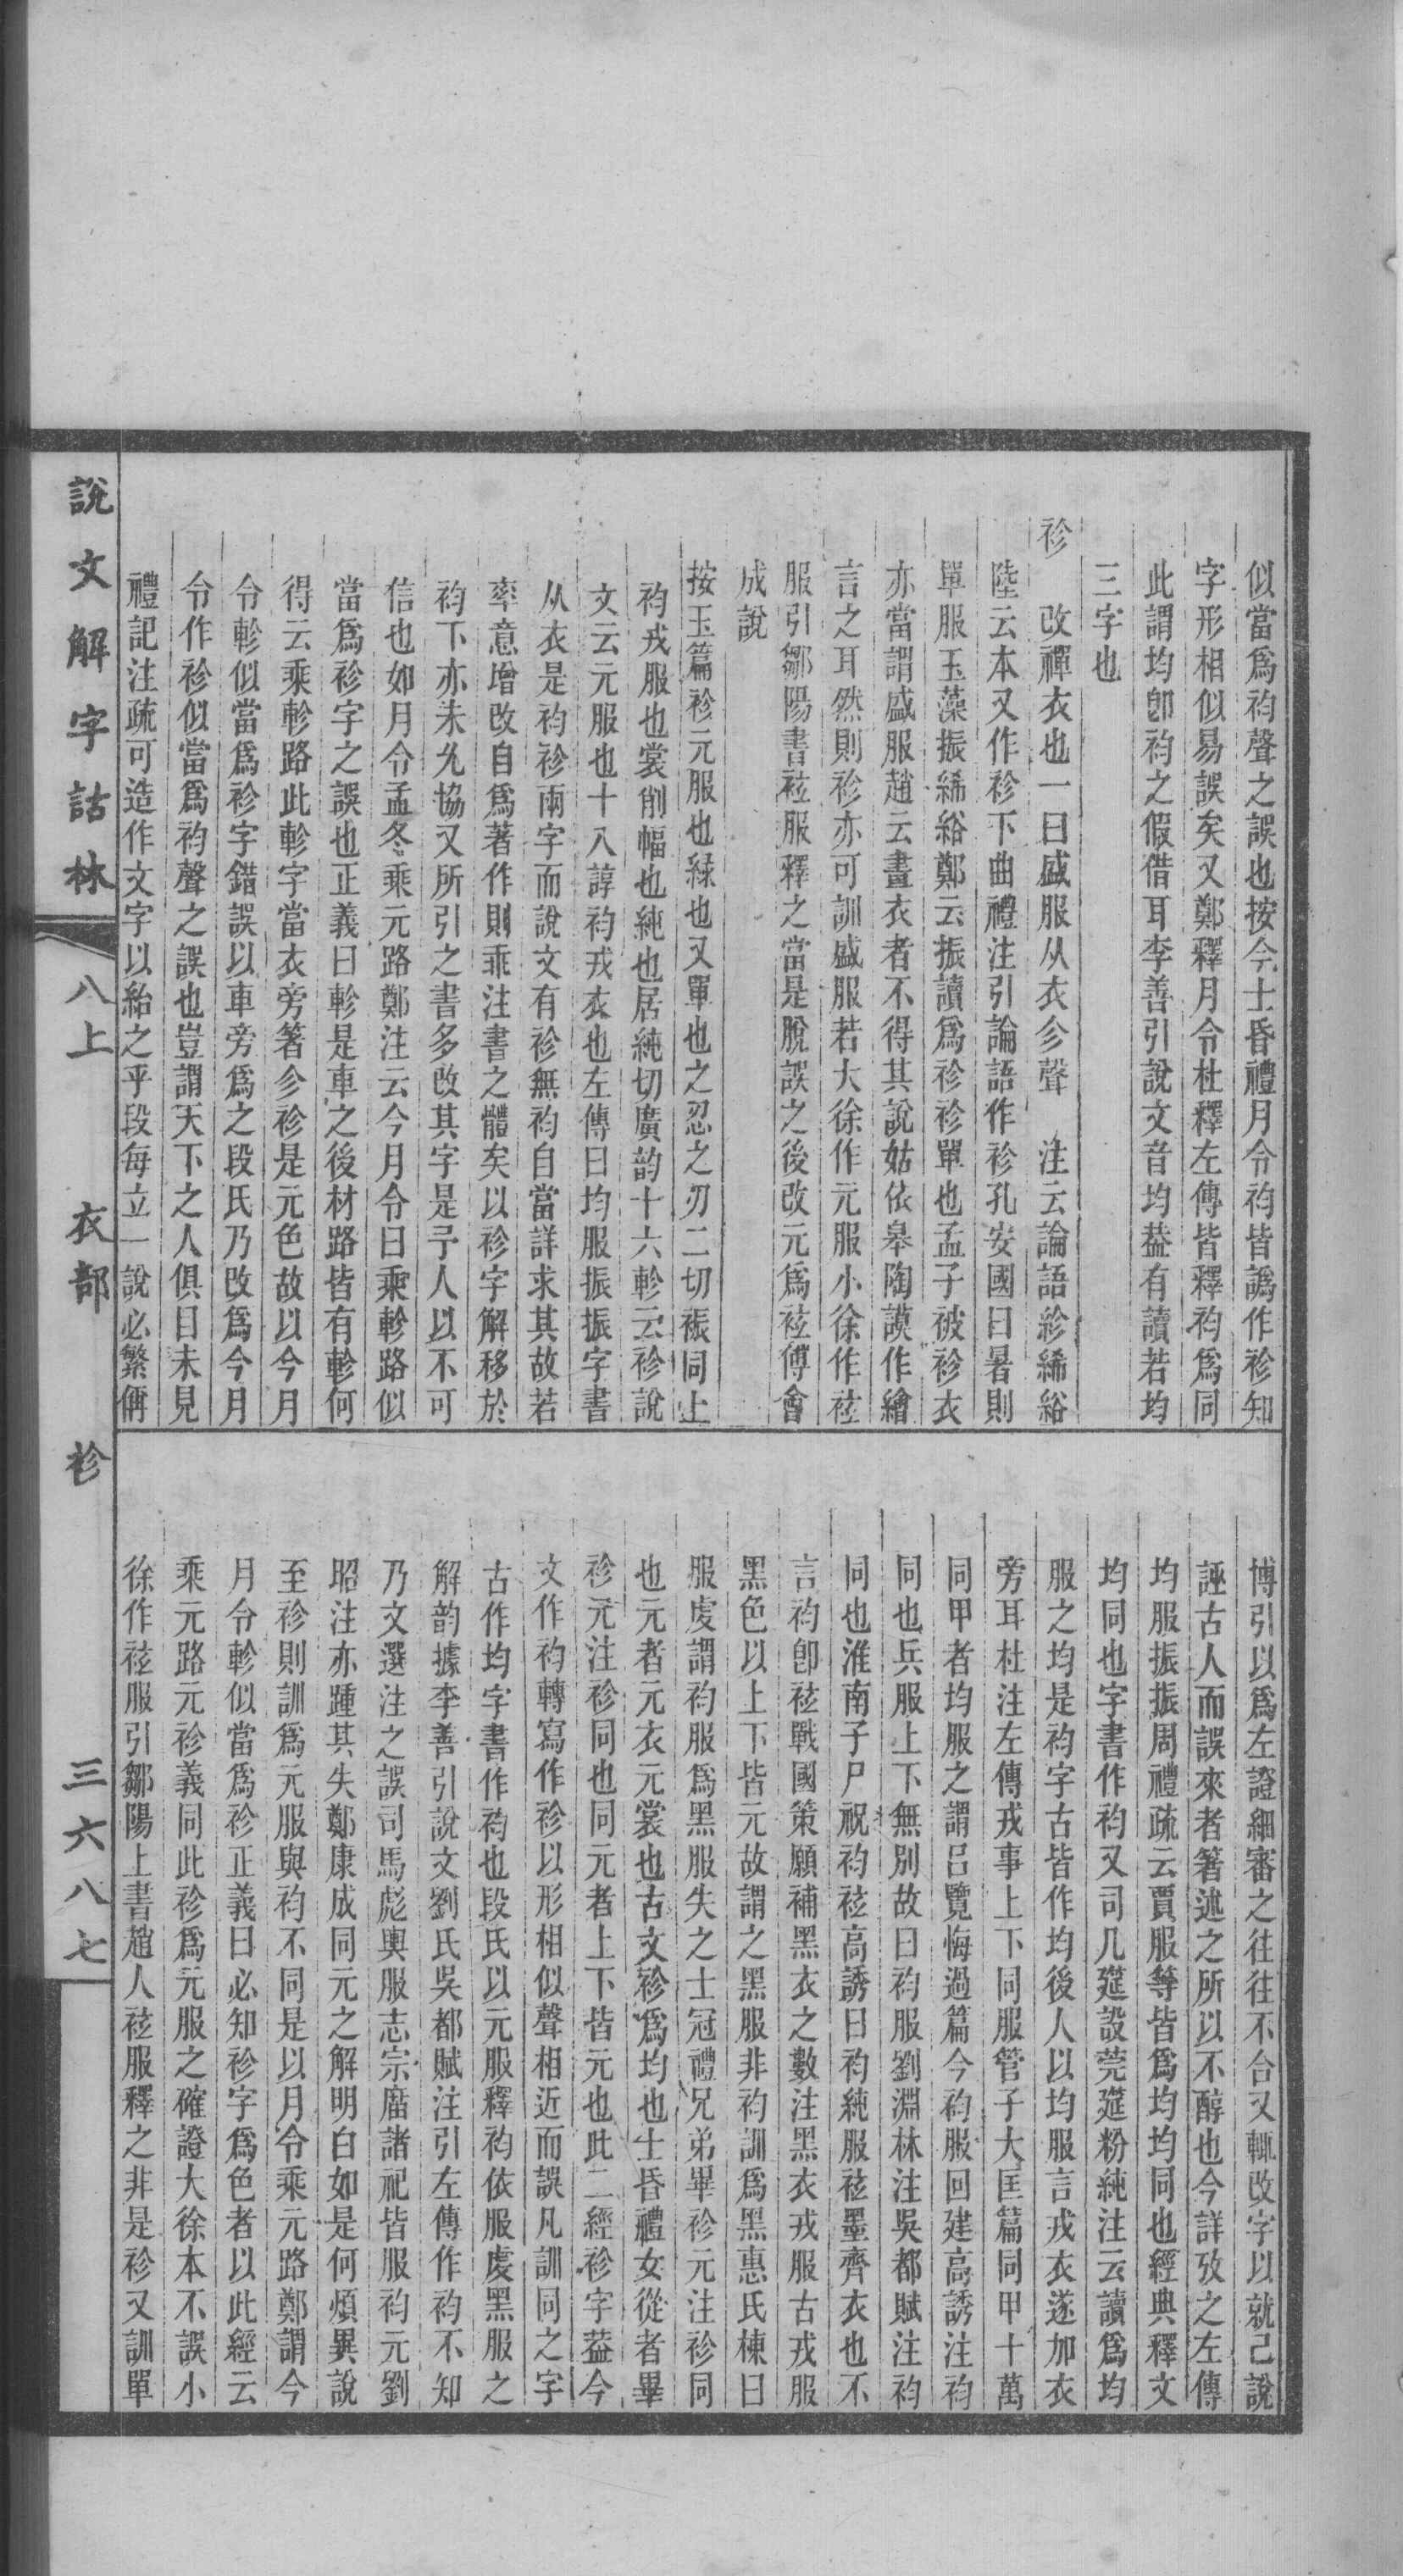 似當爲袀聲之誤也按今士昏禮月令袀皆譌作袗知
字形相似易誤矣又鄭釋月令杜釋左傳皆釋袀爲同
此謂均卽袀之假借耳李善引說文音均葢有讀若均
三字也
袗　改襌衣也一曰盛服从衣㐱聲　注云論語紾絺綌
陸云本又作袗下曲禮注引論語作袗孔安國曰暑則
單服玉藻振絺綌鄭云振讀爲袗袗單也孟子被袗衣
亦當謂盛服趙云畫衣者不得其說姑依皋陶謨作繪
言之耳然則袗亦可訓盛服若大徐作元服小徐作袨
服引鄒陽書袨服釋之當是脫誤之後改元爲袨傅會
成說
按玉篇袗元服也緑也又單也之忍之刃二切裖同上
袀戎服也裳削幅也純也居純切廣韵十六軫云袗說
文云元服也十八諄袀戎衣也左傳曰均服振振字書
从衣是袀袗兩字而說文有袗無袀自當詳求其故若
率意增改自爲著作則乖注書之體矣以袗字解移於
袀下亦未允協又所引之書多改其字是予人以不可
信也如月令孟冬乘元路鄭注云今月令曰乘軫路似
當爲袗字之誤也正義曰軫是車之後材路皆有軫何
得云乘軫路此軫字當衣旁著㐱袗是元色故以今月
令軫似當爲袗字錯誤以車旁爲之段氏乃改爲今月
令作袗似當爲袀聲之誤也豈謂天下之人俱目未見
禮記注疏可造作文字以紿之乎段每立一說必繁偁
博引以爲左證細審之往往不合又輒改字以就己說
誣古人而誤來者箸述之所以不醇也今詳攷之左傳
均服振振周禮疏云賈服等皆爲均均同也經典釋文
均同也字書作袀又司几筵設莞筵粉純注云讀爲均
服之均是袀字古皆作均後人以均服言戎衣遂加衣
旁耳杜注左傳戎事上下同服管子大匡篇同甲十萬
同甲者均服之謂呂覽悔過篇今袀服回建高誘注袀
同也兵服上下無別故曰袀服劉淵林注吳都賦注袀
同也淮南子尸祝袀袨高誘曰袀純服袨墨齊衣也不
言袀卽袨戰國策願補黑衣之數注黑衣戎服古戎服
黑色以上下皆元故謂之黑服非袀訓爲黑惠氏棟曰
服虔謂袀服爲黑服失之士冠禮兄弟畢袗元注袗同
也元者元衣元裳也古文袗爲均也士昏禮女從者畢
袗元注袗同也同元者上下皆元也此二經袗字葢今
文作袀轉寫作袗以形相似聲相近而誤凡訓同之字
古作均字書作袀也段氏以元服釋袀依服虔黑服之
解韵據李善引說文劉氏吳都賦注引左傳作袀不知
乃文選注之誤司馬彪輿服志宗廟諸祀皆服袀元劉
昭注亦踵其失鄭康成同元之解明白如是何煩異說
至袗則訓爲元服與袀不同是以月令乘元路鄭謂今
月令軫似當爲袗正義曰必知袗字爲色者以此經云
乘元路元袗義同此袗爲元服之確證大徐本不誤小
徐作袨服引鄒陽上書趙人袨服釋之非是袗又訓單
說文解字詁林　八上　衣部　袗　三六八七